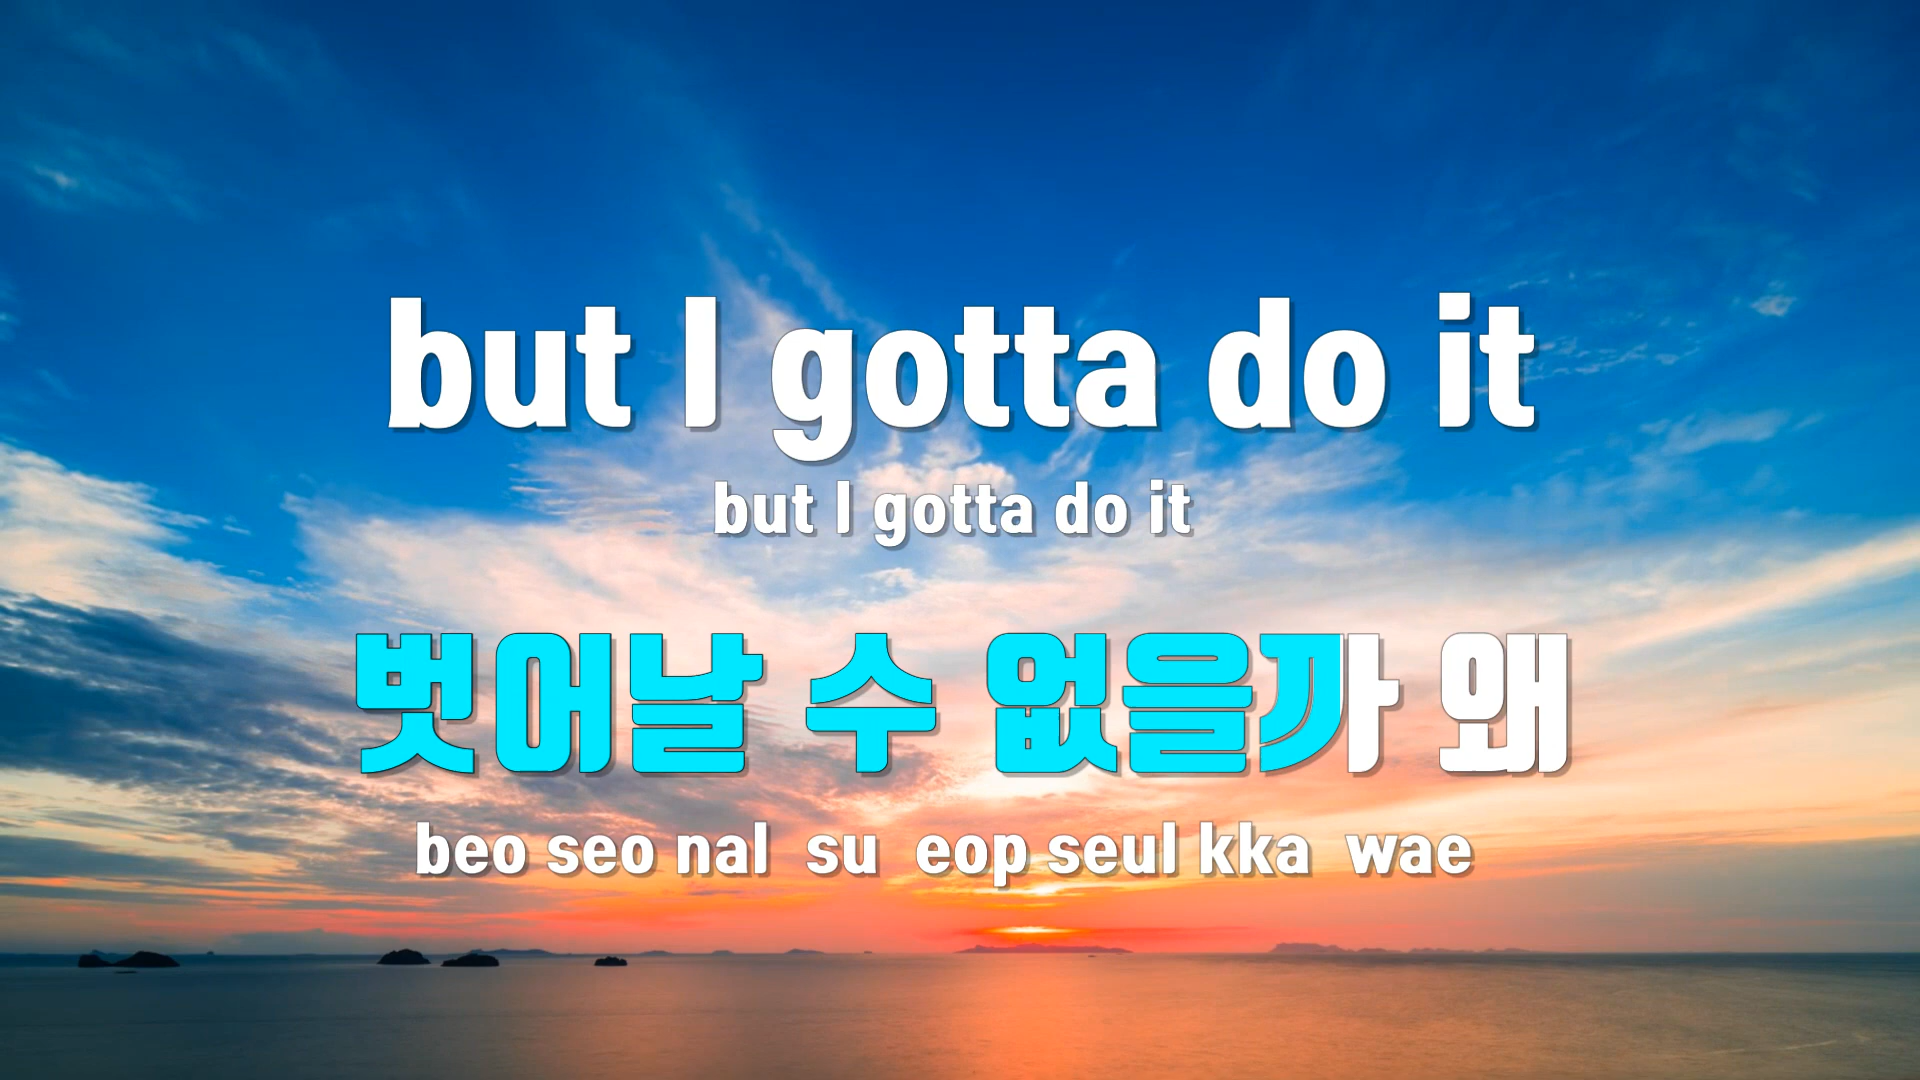 but I gotta do it
but I gotta do it
벗어날 수 없을까 왜
beo seo nal su eop seul kka wae